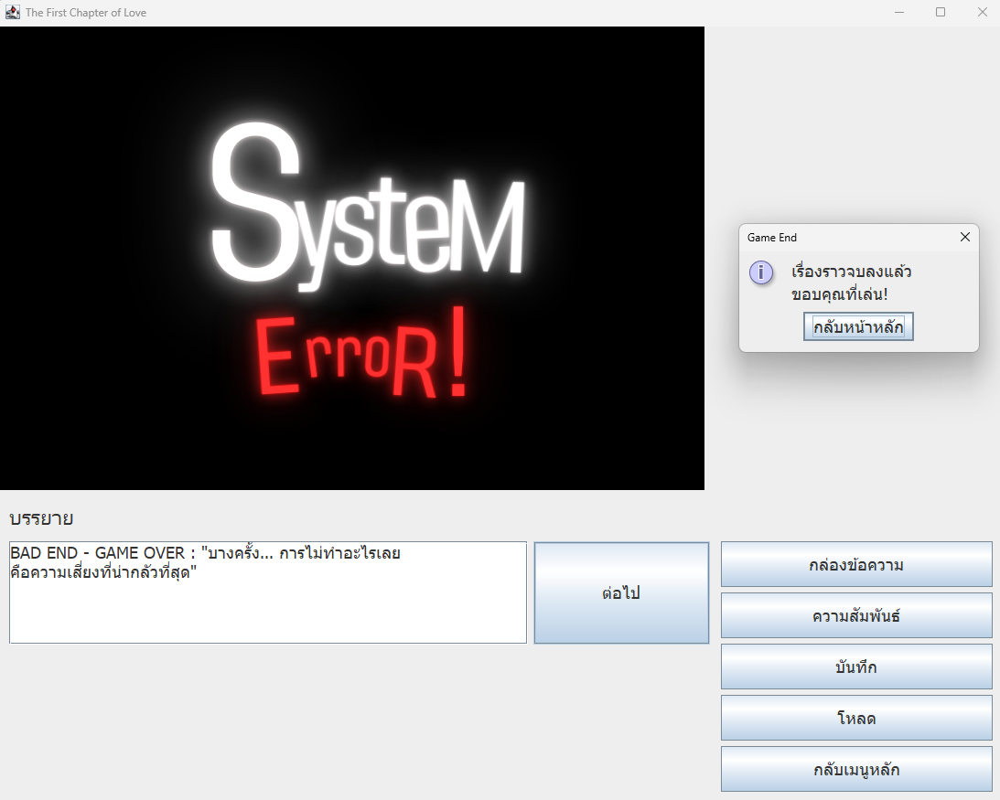 The First Chapter of Love
SysteM
ErroR!
Game End
เรื่องราวจบลงแล้ว
ขอบคุณที่เล่น!
กลับหน้าหลัก
บรรยาย
BAD END - GAME OVER : "บางครั้ง... การไม่ทำอะไรเลย
คือความเสี่ยงที่น่ากลัวที่สุด"
ต่อไป
กล่องข้อความ
ความสัมพันธ์
บันทึก
โหลด
กลับเมนูหลัก